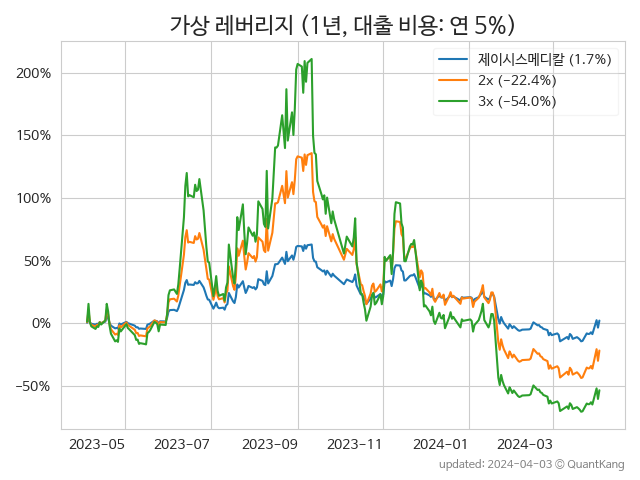 가상 레버리지 (1년, 대출 비용: 연 5%)
제이시스메디칼 (1.7%)
2x (−22.4%)
3x (−54.0%)
200%
150%
100%
50%
0%
−50%
2023-05 2023-07 2023-09 2023-11 2024-01 2024-03
updated: 2024-04-03 © QuantKang